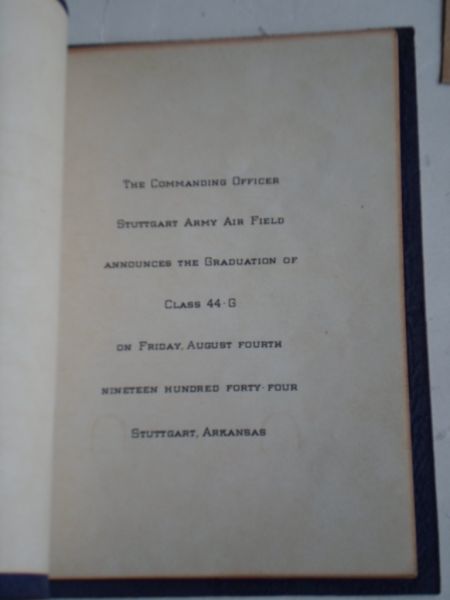 The Commanding Officer
Stuttgart Army Air Field
announces the Graduation of
Class 44-G
on Friday, August fourth
nineteen hundred forty-four
Stuttgart, Arkansas